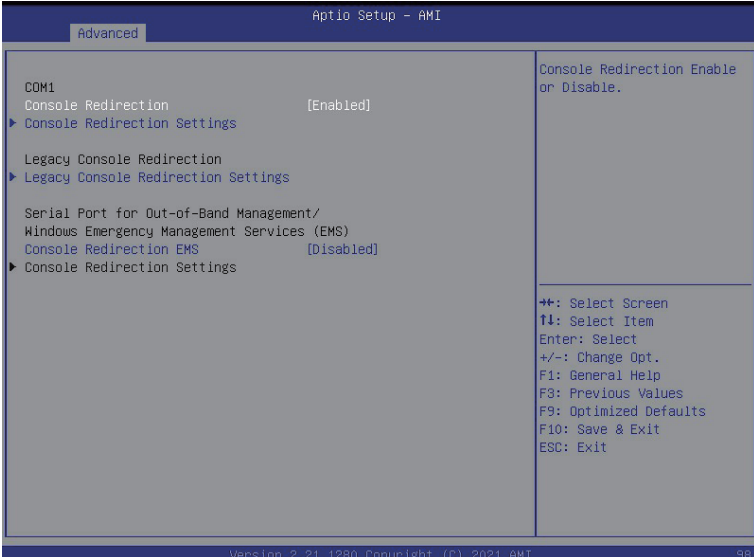 Aptio Setup – AMI
Advanced
COM1
Console Redirection [Enabled]
Console Redirection Settings
Legacy Console Redirection
Legacy Console Redirection Settings
Serial Port for Out-of-Band Management/
Windows Emergency Management Services (EMS)
Console Redirection EMS [Disabled]
Console Redirection Settings
Console Redirection Enable
or Disable.
→←: Select Screen
↑↓: Select Item
Enter: Select
+/-: Change Opt.
F1: General Help
F3: Previous Values
F9: Optimized Defaults
F10: Save & Exit
ESC: Exit
Version 2.21.1280 Copyright (C) 2021 AMI